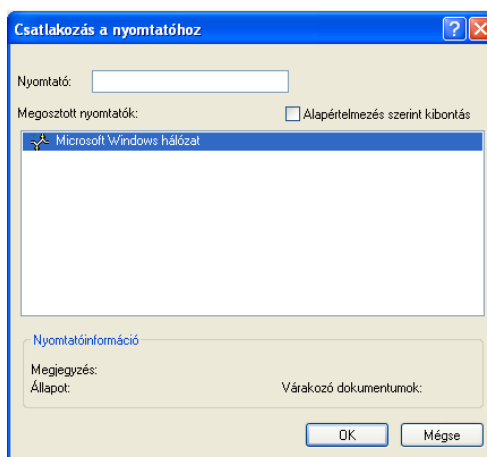 Csatlakozás a nyomtatóhoz
Nyomtató:
Megosztott nyomtatók:
Alapértelmezés szerint kibontás
Microsoft Windows hálózat
Nyomtatóinformáció
Megjegyzés:
Állapot:
Várakozó dokumentumok:
OK
Mégse